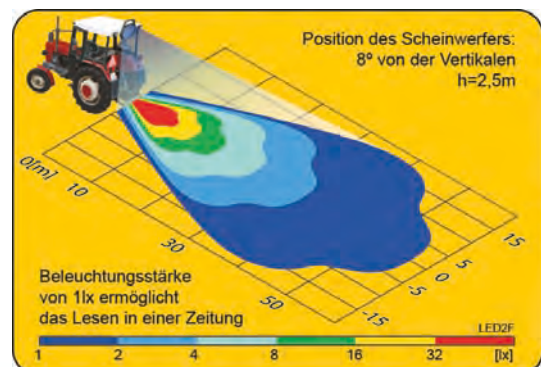 Position des Scheinwerfers:
8º von der Vertikalen
h=2,5m
0[m]
10
30
50
-15
-5
0
5
15
Beleuchtungsstärke
von 1lx ermöglicht
das Lesen in einer Zeitung
LED2F
1 2 4 8 16 32 [lx]